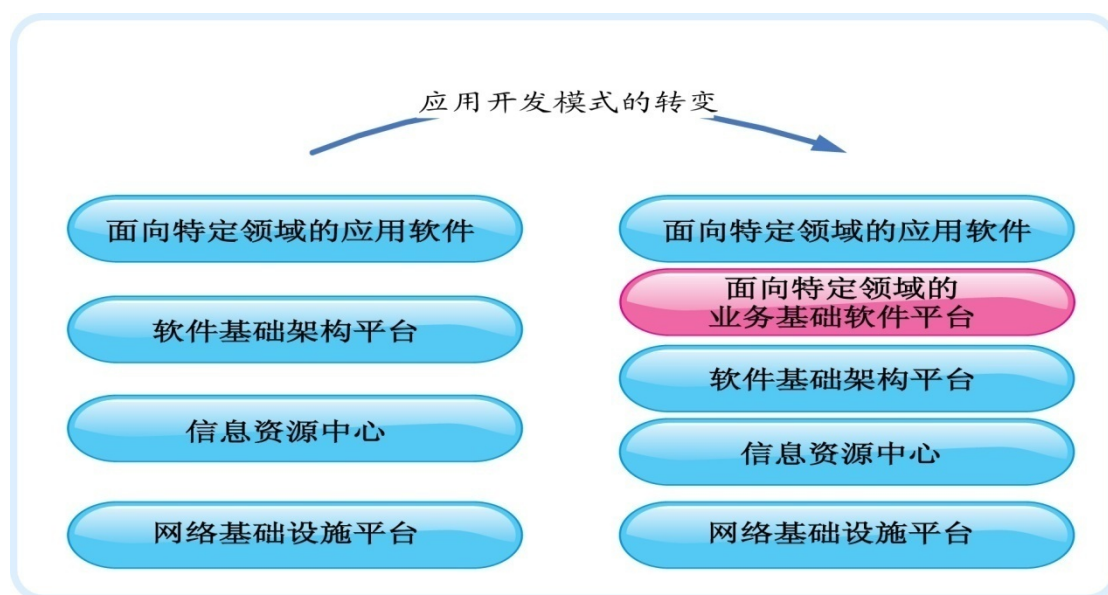 应用开发模式的转变
面向特定领域的应用软件
软件基础架构平台
信息资源中心
网络基础设施平台
面向特定领域的应用软件
面向特定领域的
业务基础软件平台
软件基础架构平台
信息资源中心
网络基础设施平台